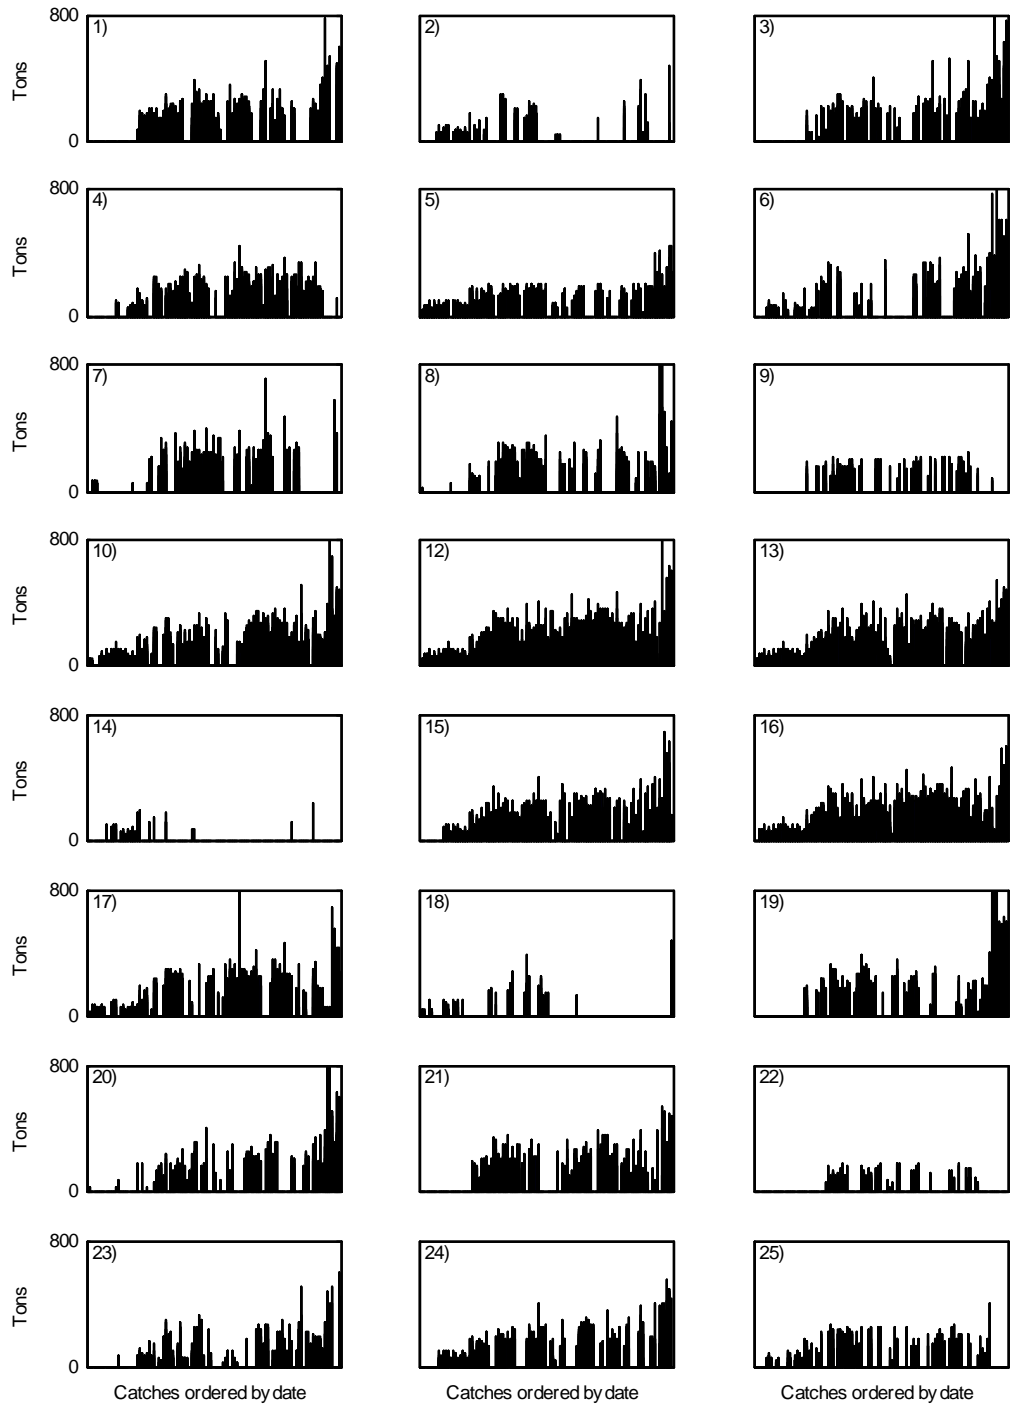 800 1) 2) 3)
Tons
0
800 4) 5) 6)
Tons
0
800 7) 8) 9)
Tons
0
800 10) 12) 13)
Tons
0
800 14) 15) 16)
Tons
0
800 17) 18) 19)
Tons
0
800 20) 21) 22)
Tons
0
800 23) 24) 25)
Tons
0
Catches ordered by date Catches ordered by date Catches ordered by date